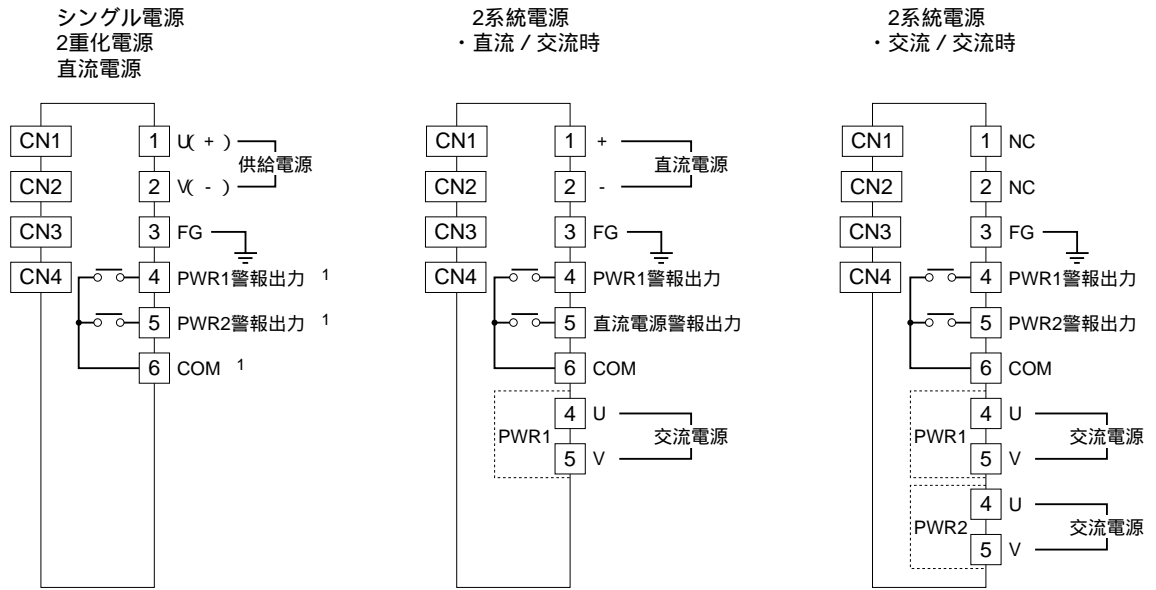 シングル電源
2重化電源
直流電源
CN1
CN2
CN3
CN4
1 U( + )
供給電源
2 V( - )
3 FG
4 PWR1警報出力 1
5 PWR2警報出力 1
6 COM 1
2系統電源
・直流 / 交流時
CN1
CN2
CN3
CN4
1 +
直流電源
2 -
3 FG
4 PWR1警報出力
5 直流電源警報出力
6 COM
PWR1
4 U
交流電源
5 V
2系統電源
・交流 / 交流時
CN1
CN2
CN3
CN4
1 NC
2 NC
3 FG
4 PWR1警報出力
5 PWR2警報出力
6 COM
PWR1
4 U
交流電源
5 V
PWR2
4 U
交流電源
5 V